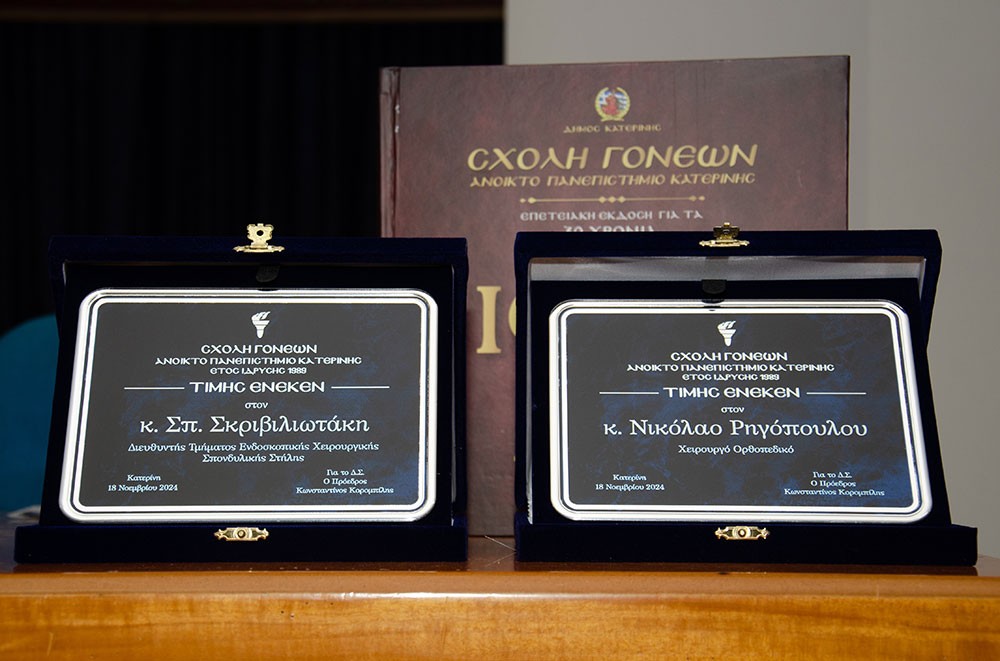 ΔΗΜΟΣ ΚΑΤΕΡΙΝΗΣ
ΣΧΟΛΗ ΓΟΝΕΩΝ
ΑΝΟΙΚΤΟ ΠΑΝΕΠΙΣΤΗΜΙΟ ΚΑΤΕΡΙΝΗΣ
ΕΠΕΤΕΙΑΚΗ ΕΚΔΟΣΗ ΓΙΑ ΤΑ
30 ΧΡΟΝΙΑ
ΣΧΟΛΗ ΓΟΝΕΩΝ
ΑΝΟΙΚΤΟ ΠΑΝΕΠΙΣΤΗΜΙΟ ΚΑΤΕΡΙΝΗΣ
ΕΤΟΣ ΙΔΡΥΣΗΣ 1989
ΤΙΜΗΣ ΕΝΕΚΕΝ
στον
κ. Σπ. Σκριβιλιωτάκη
Διευθυντής Τμήματος Ενδοσκοπικής Χειρουργικής
Σπονδυλικής Στήλης
Κατερίνη
18 Νοεμβρίου 2024
Για το Δ.Σ.
Ο Πρόεδρος
Κωνσταντίνος Κορομπίλης
ΣΧΟΛΗ ΓΟΝΕΩΝ
ΑΝΟΙΚΤΟ ΠΑΝΕΠΙΣΤΗΜΙΟ ΚΑΤΕΡΙΝΗΣ
ΕΤΟΣ ΙΔΡΥΣΗΣ 1989
ΤΙΜΗΣ ΕΝΕΚΕΝ
στον
κ. Νικόλαο Ρηγόπουλου
Χειρουργό Ορθοπεδικό
Κατερίνη
18 Νοεμβρίου 2024
Για το Δ.Σ.
Ο Πρόεδρος
Κωνσταντίνος Κορομπίλης